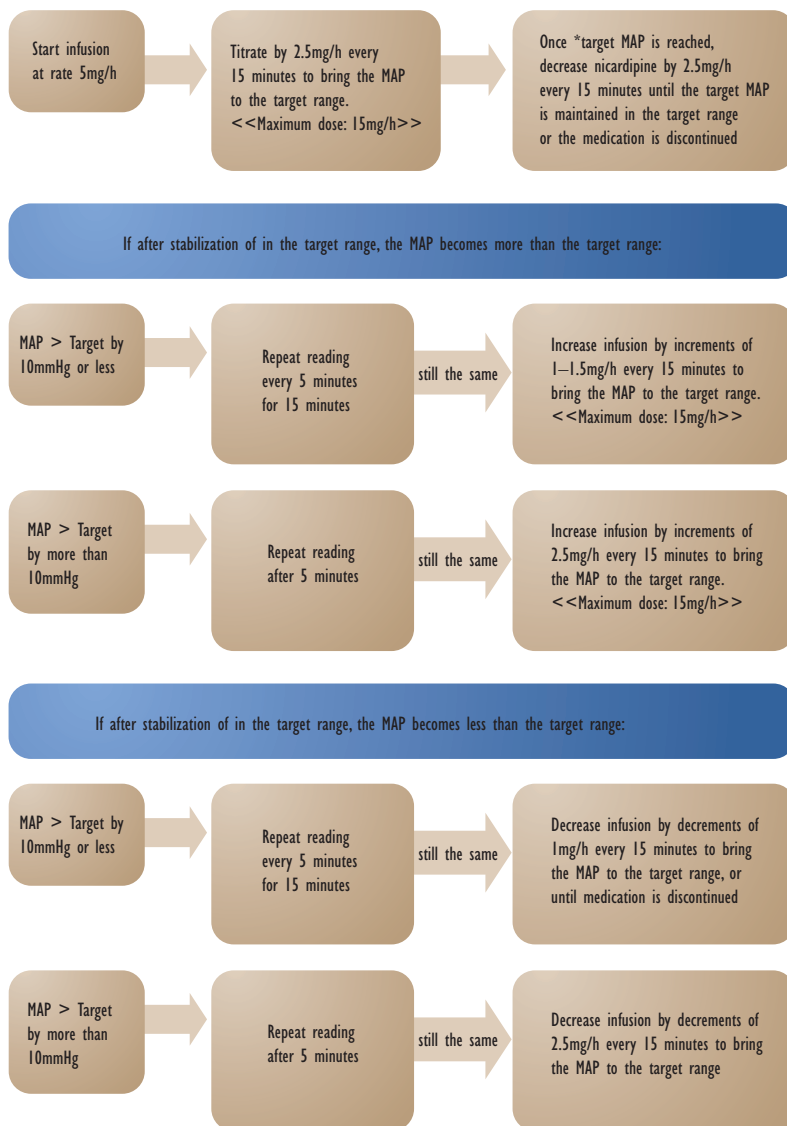 Start infusion
at rate 5mg/h
Titrate by 2.5mg/h every
15 minutes to bring the MAP
to the target range.
<<Maximum dose: 15mg/h>>
Once *target MAP is reached,
decrease nicardipine by 2.5mg/h
every 15 minutes until the target MAP
is maintained in the target range
or the medication is discontinued
If after stabilization of in the target range, the MAP becomes more than the target range:
MAP > Target by
10mmHg or less
Repeat reading
every 5 minutes
for 15 minutes
still the same
Increase infusion by increments of
1–1.5mg/h every 15 minutes to
bring the MAP to the target range.
<<Maximum dose: 15mg/h>>
MAP > Target
by more than
10mmHg
Repeat reading
after 5 minutes
still the same
Increase infusion by increments of
2.5mg/h every 15 minutes to bring
the MAP to the target range.
<<Maximum dose: 15mg/h>>
If after stabilization of in the target range, the MAP becomes less than the target range:
MAP > Target by
10mmHg or less
Repeat reading
every 5 minutes
for 15 minutes
still the same
Decrease infusion by decrements of
1mg/h every 15 minutes to bring
the MAP to the target range, or
until medication is discontinued
MAP > Target
by more than
10mmHg
Repeat reading
after 5 minutes
still the same
Decrease infusion by decrements of
2.5mg/h every 15 minutes to bring
the MAP to the target range